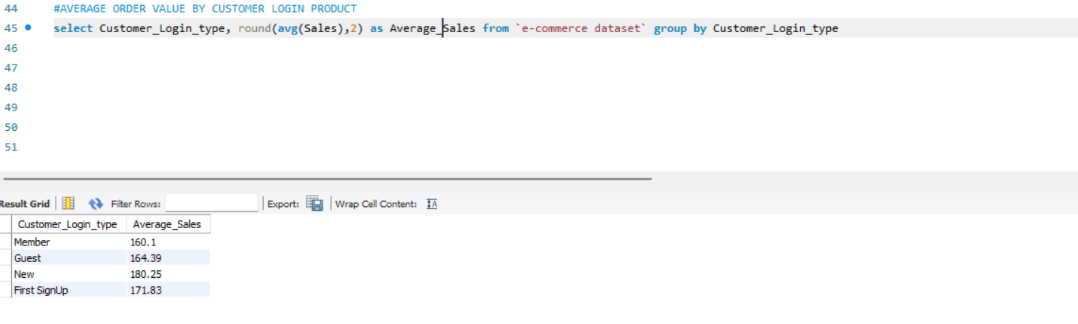 44 #AVERAGE ORDER VALUE BY CUSTOMER LOGIN PRODUCT
45 select Customer_Login_type, round(avg(Sales),2) as Average_Sales from `e-commerce dataset` group by Customer_Login_type
46
47
48
49
50
51
Result Grid Filter Rows: Export: Wrap Cell Content:
Customer_Login_type Average_Sales
Member 160.1
Guest 164.39
New 180.25
First SignUp 171.83